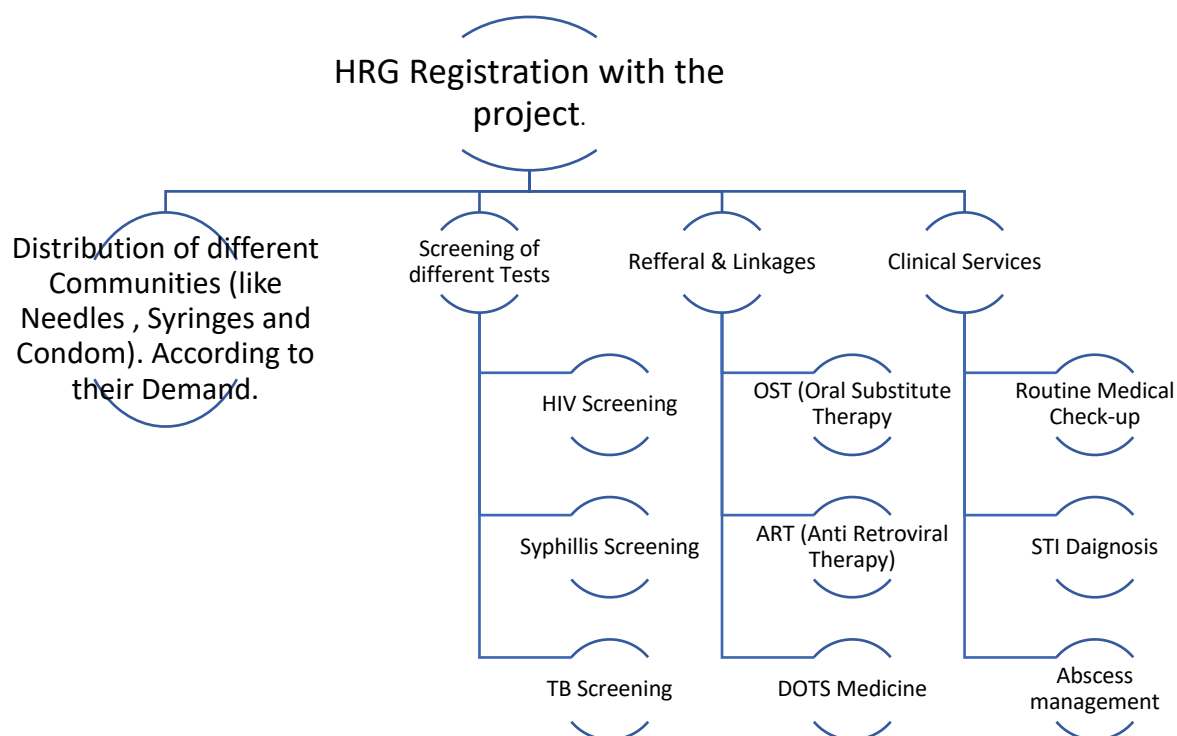 HRG Registration with the
project.
Distribution of different
Communities (like
Needles , Syringes and
Condom). According to
their Demand.
Screening of
different Tests
HIV Screening
Syphillis Screening
TB Screening
Refferal & Linkages
OST (Oral Substitute
Therapy
ART (Anti Retroviral
Therapy)
DOTS Medicine
Clinical Services
Routine Medical
Check-up
STI Daignosis
Abscess
management